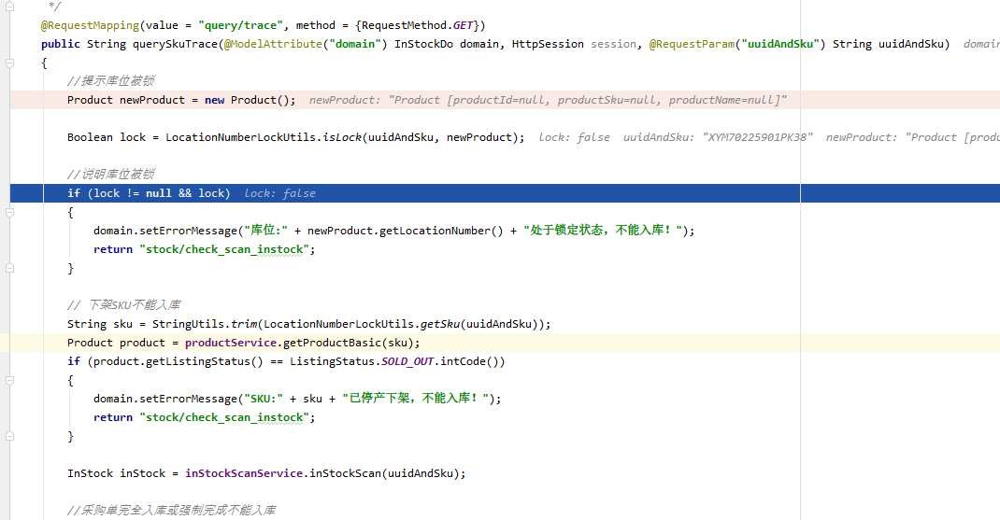 */
@RequestMapping(value = "query/trace", method = {RequestMethod.GET})
public String querySkuTrace(@ModelAttribute("domain") InStockDo domain, HttpSession session, @RequestParam("uuidAndSku") String uuidAndSku)  domain
{
//提示库位被锁
Product newProduct = new Product();  newProduct: "Product [productId=null, productSku=null, productName=null]"
Boolean lock = LocationNumberLockUtils.isLock(uuidAndSku, newProduct);  lock: false  uuidAndSku: "XYM70225901PK38"  newProduct: "Product [produ
//说明库位被锁
if (lock != null && lock)  lock: false
{
domain.setErrorMessage("库位:" + newProduct.getLocationNumber() + "处于锁定状态，不能入库！");
return "stock/check_scan_instock";
}
// 下架SKU不能入库
String sku = StringUtils.trim(LocationNumberLockUtils.getSku(uuidAndSku));
Product product = productService.getProductBasic(sku);
if (product.getListingStatus() == ListingStatus.SOLD_OUT.intCode())
{
domain.setErrorMessage("SKU:" + sku + "已停产下架，不能入库！");
return "stock/check_scan_instock";
}
InStock inStock = inStockScanService.inStockScan(uuidAndSku);
//采购单完全入库或强制完成不能入库